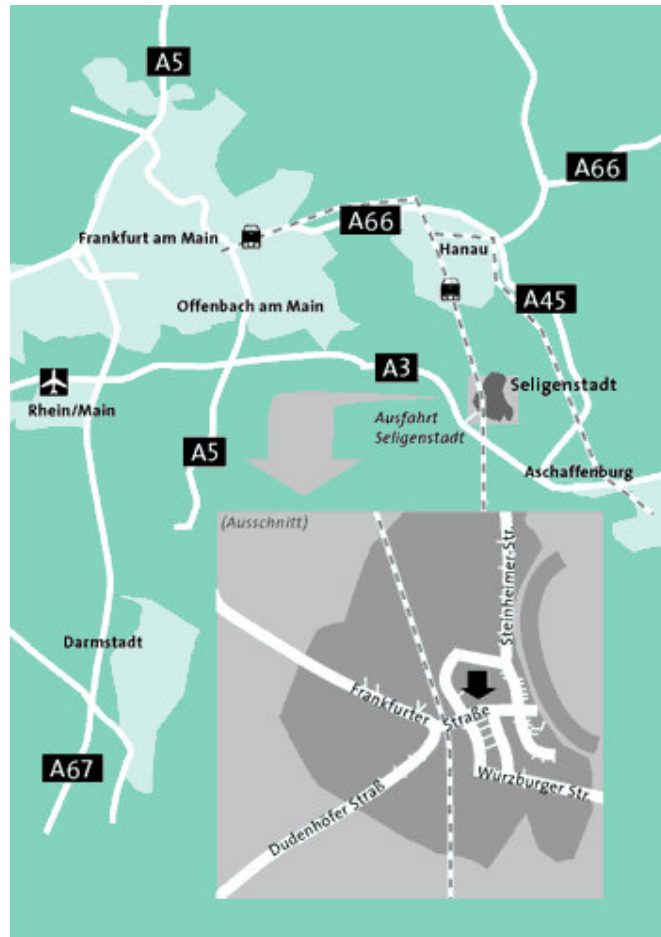 A5
A66
Frankfurt am Main
A66
Hanau
Offenbach am Main
A45
A3
Seligenstadt
Rhein/Main
Ausfahrt
Seligenstadt
A5
Aschaffenburg
(Ausschnitt)
Steinheimer-Str.
Darmstadt
Frankfurter Straße
A67
Würzburger Str.
Dudenhöfer Straß